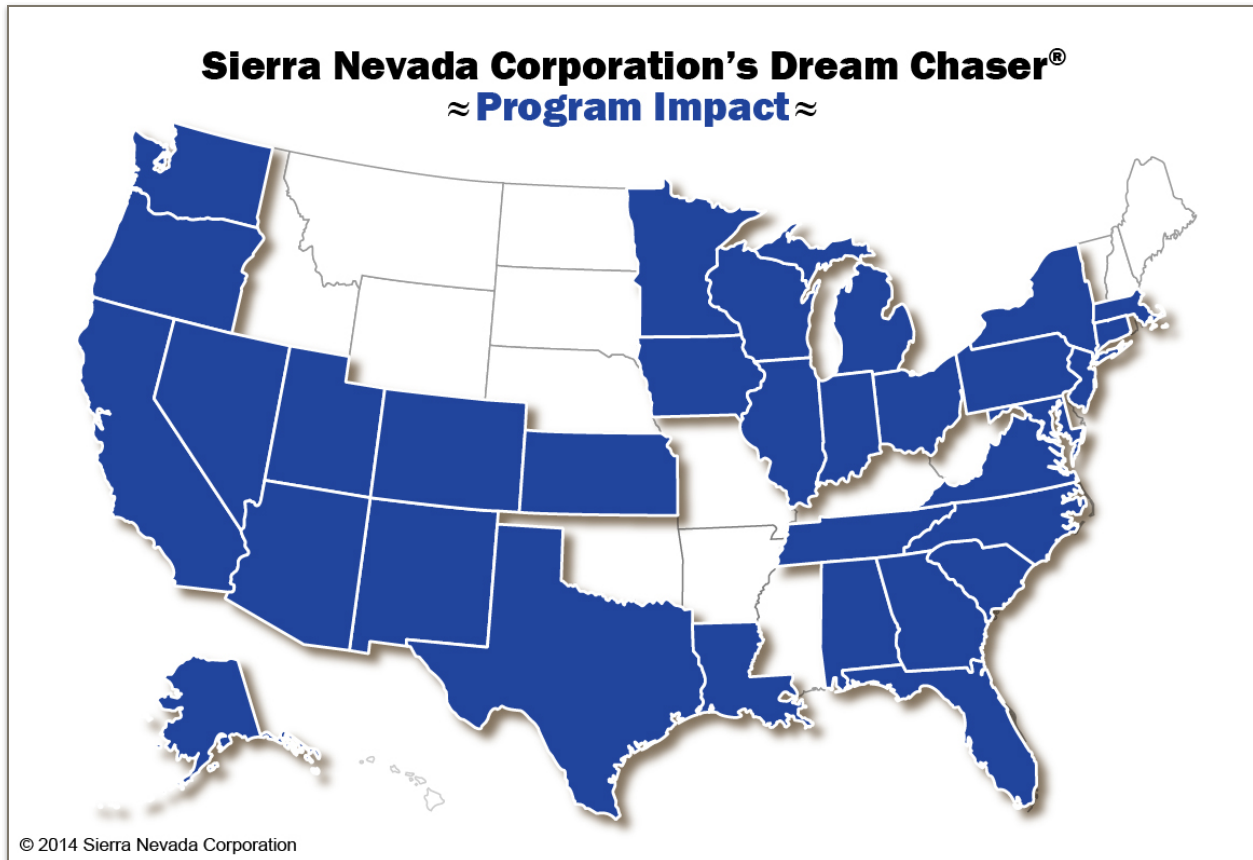 Sierra Nevada Corporation's Dream Chaser®
≈ Program Impact ≈
© 2014 Sierra Nevada Corporation